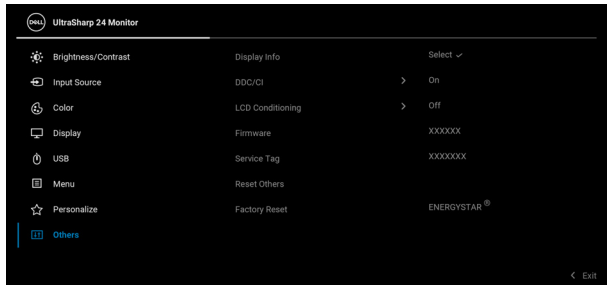 DELL UltraSharp 24 Monitor
Brightness/Contrast Display Info Select ✓
Input Source DDC/CI > On
Color LCD Conditioning > Off
Display Firmware XXXXXX
USB Service Tag XXXXXXX
Menu Reset Others
Personalize Factory Reset ENERGYSTAR ®
Others
< Exit